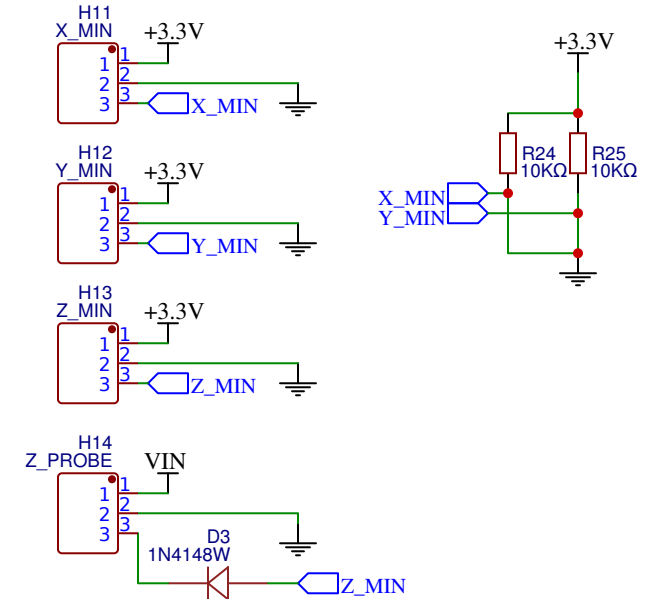 H11
X_MIN
+3.3V
1 1
2 2
3 3
X_MIN
H12
Y_MIN
+3.3V
1 1
2 2
3 3
Y_MIN
H13
Z_MIN
+3.3V
1 1
2 2
3 3
Z_MIN
H14
Z_PROBE
VIN
1 1
2 2
3 3
D3
1N4148W
Z_MIN
+3.3V
R24
10KΩ
R25
10KΩ
X_MIN
Y_MIN